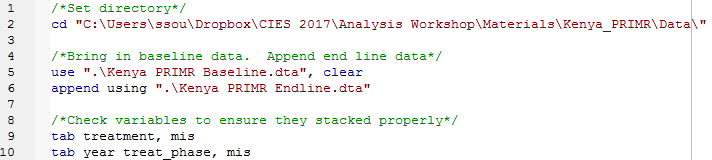 1 /*Set directory*/
2 cd "C:\Users\ssou\Dropbox\CIES 2017\Analysis Workshop\Materials\Kenya_PRIMR\Data\"
3
4 /*Bring in baseline data.  Append end line data*/
5 use ".\Kenya PRIMR Baseline.dta", clear
6 append using ".\Kenya PRIMR Endline.dta"
7
8 /*Check variables to ensure they stacked properly*/
9 tab treatment, mis
10 tab year treat_phase, mis